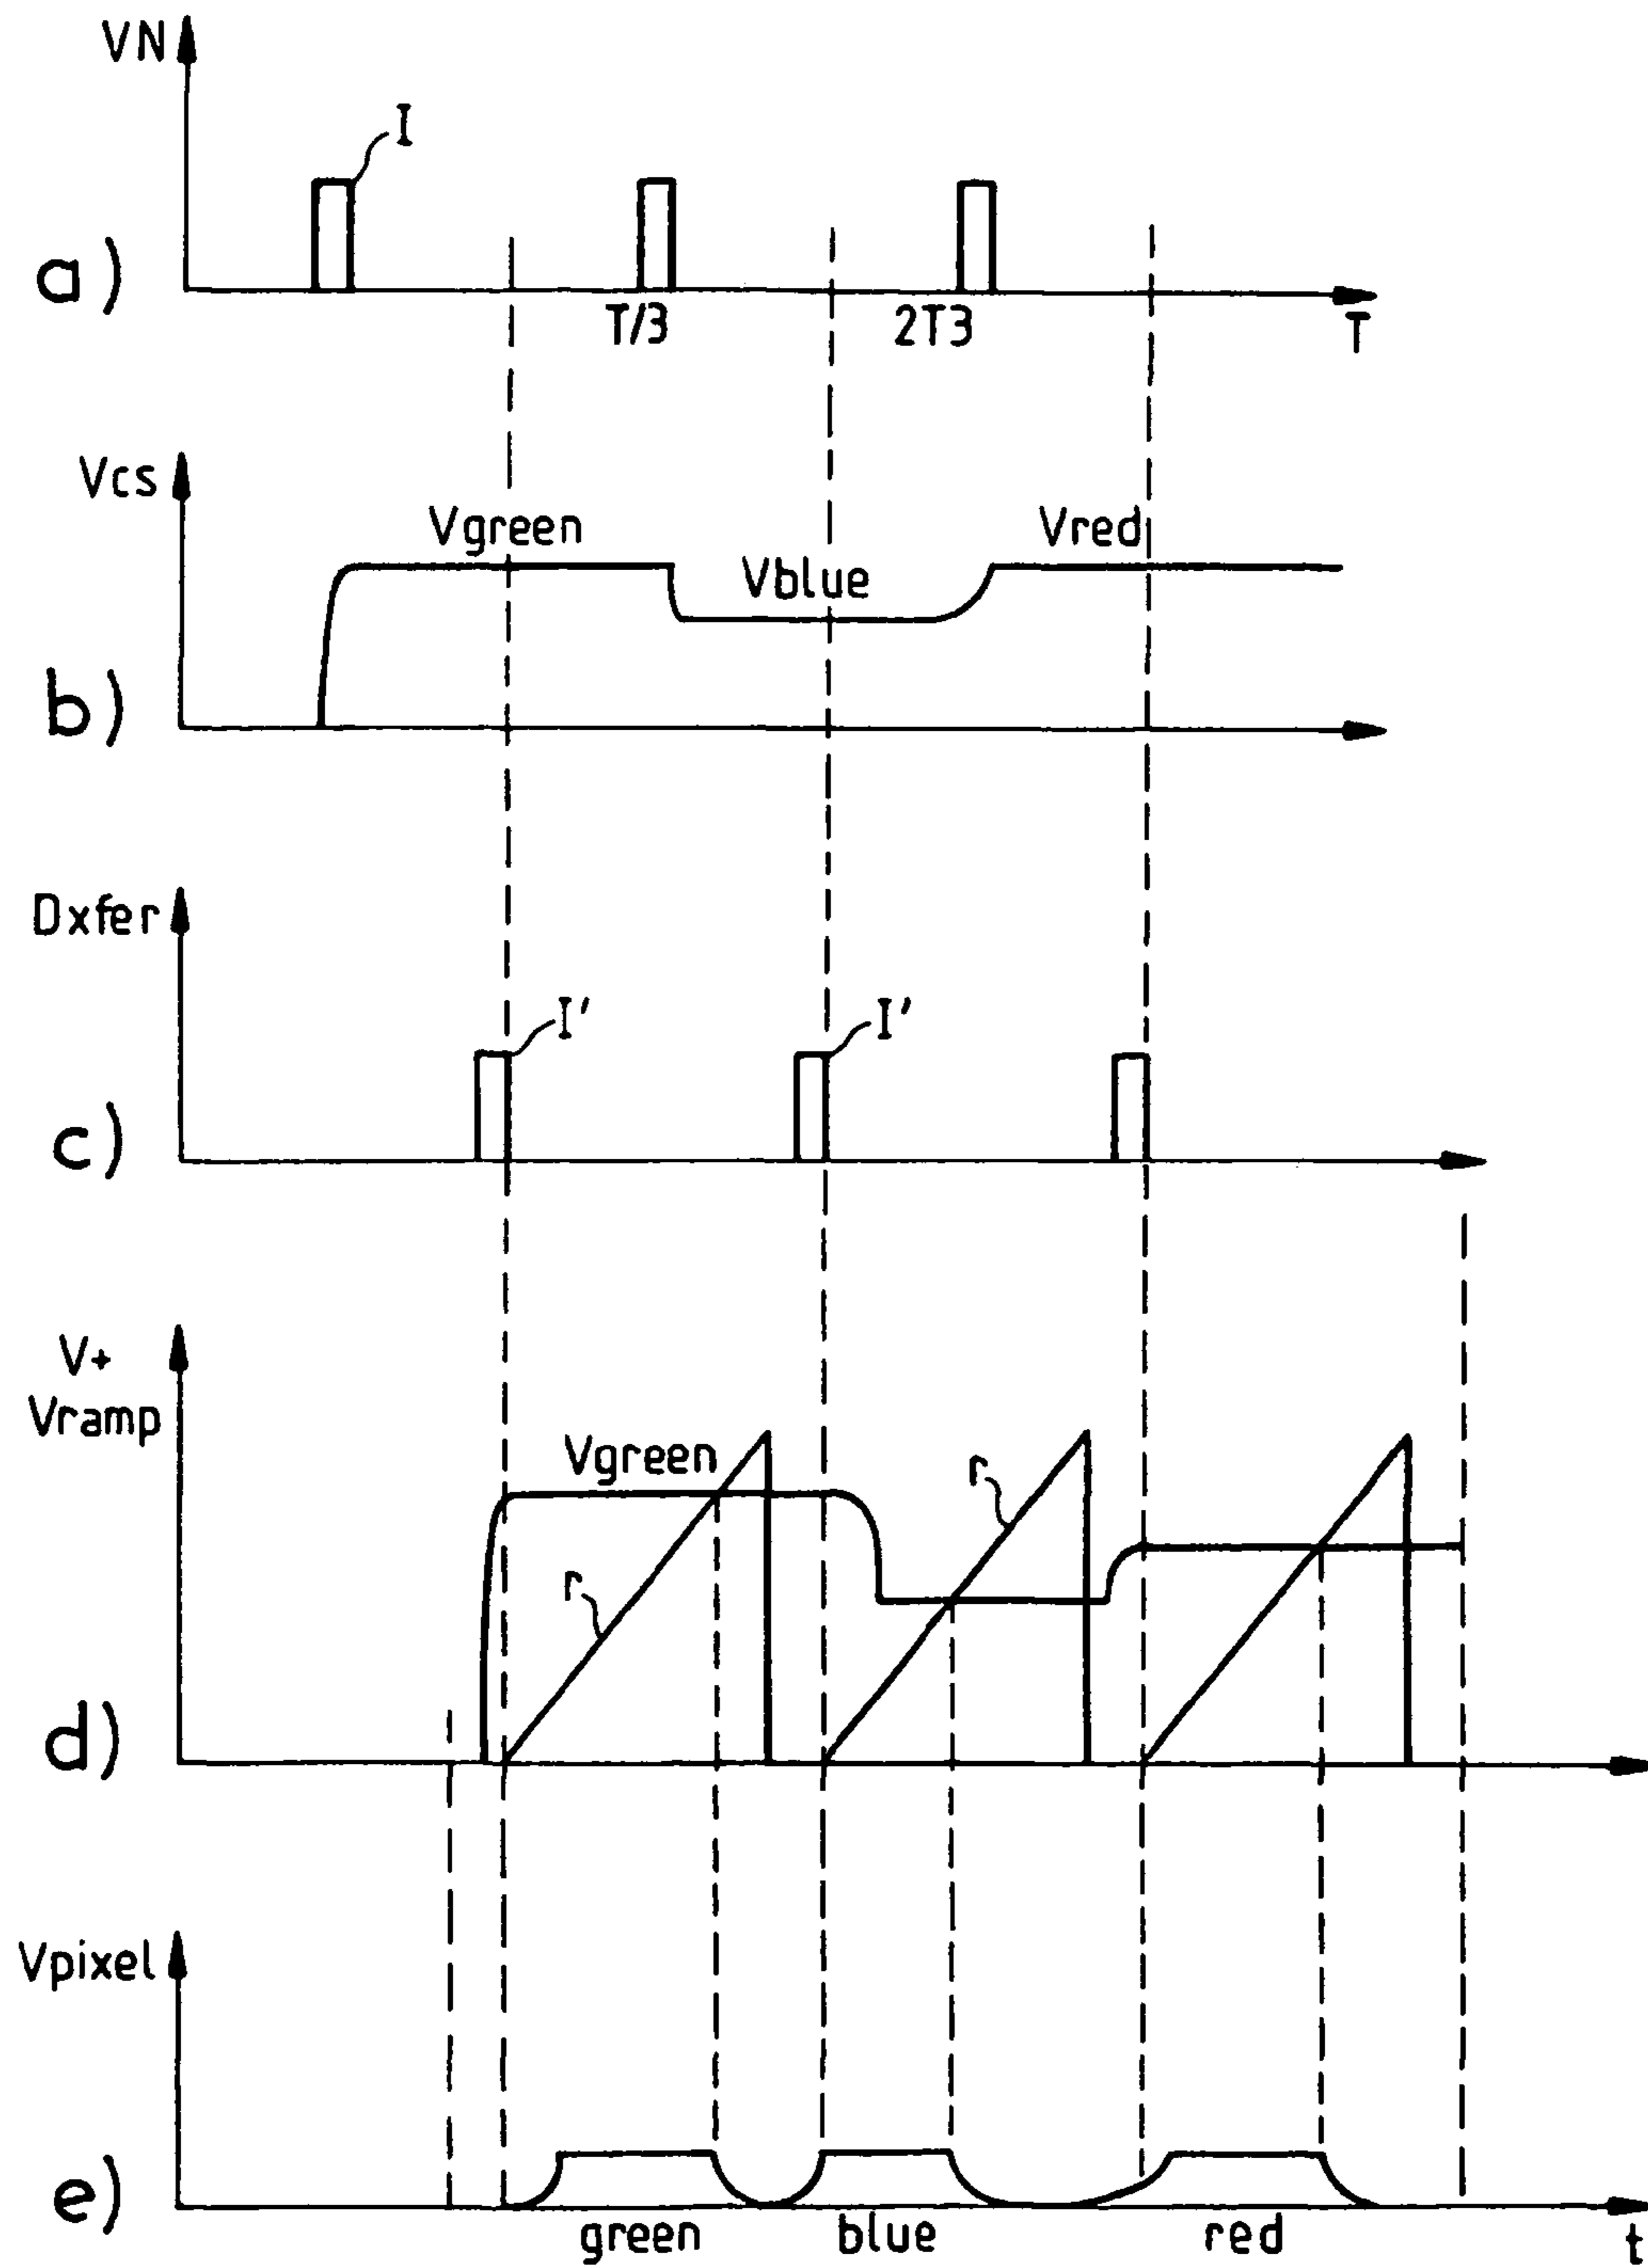 VN
I
a)
T/3
2T3
T
Vcs
Vgreen
Vblue
Vred
b)
Dxfer
I'
I'
c)
V+
Vramp
Vgreen
r
r
d)
Vpixel
e)
green
blue
red
t